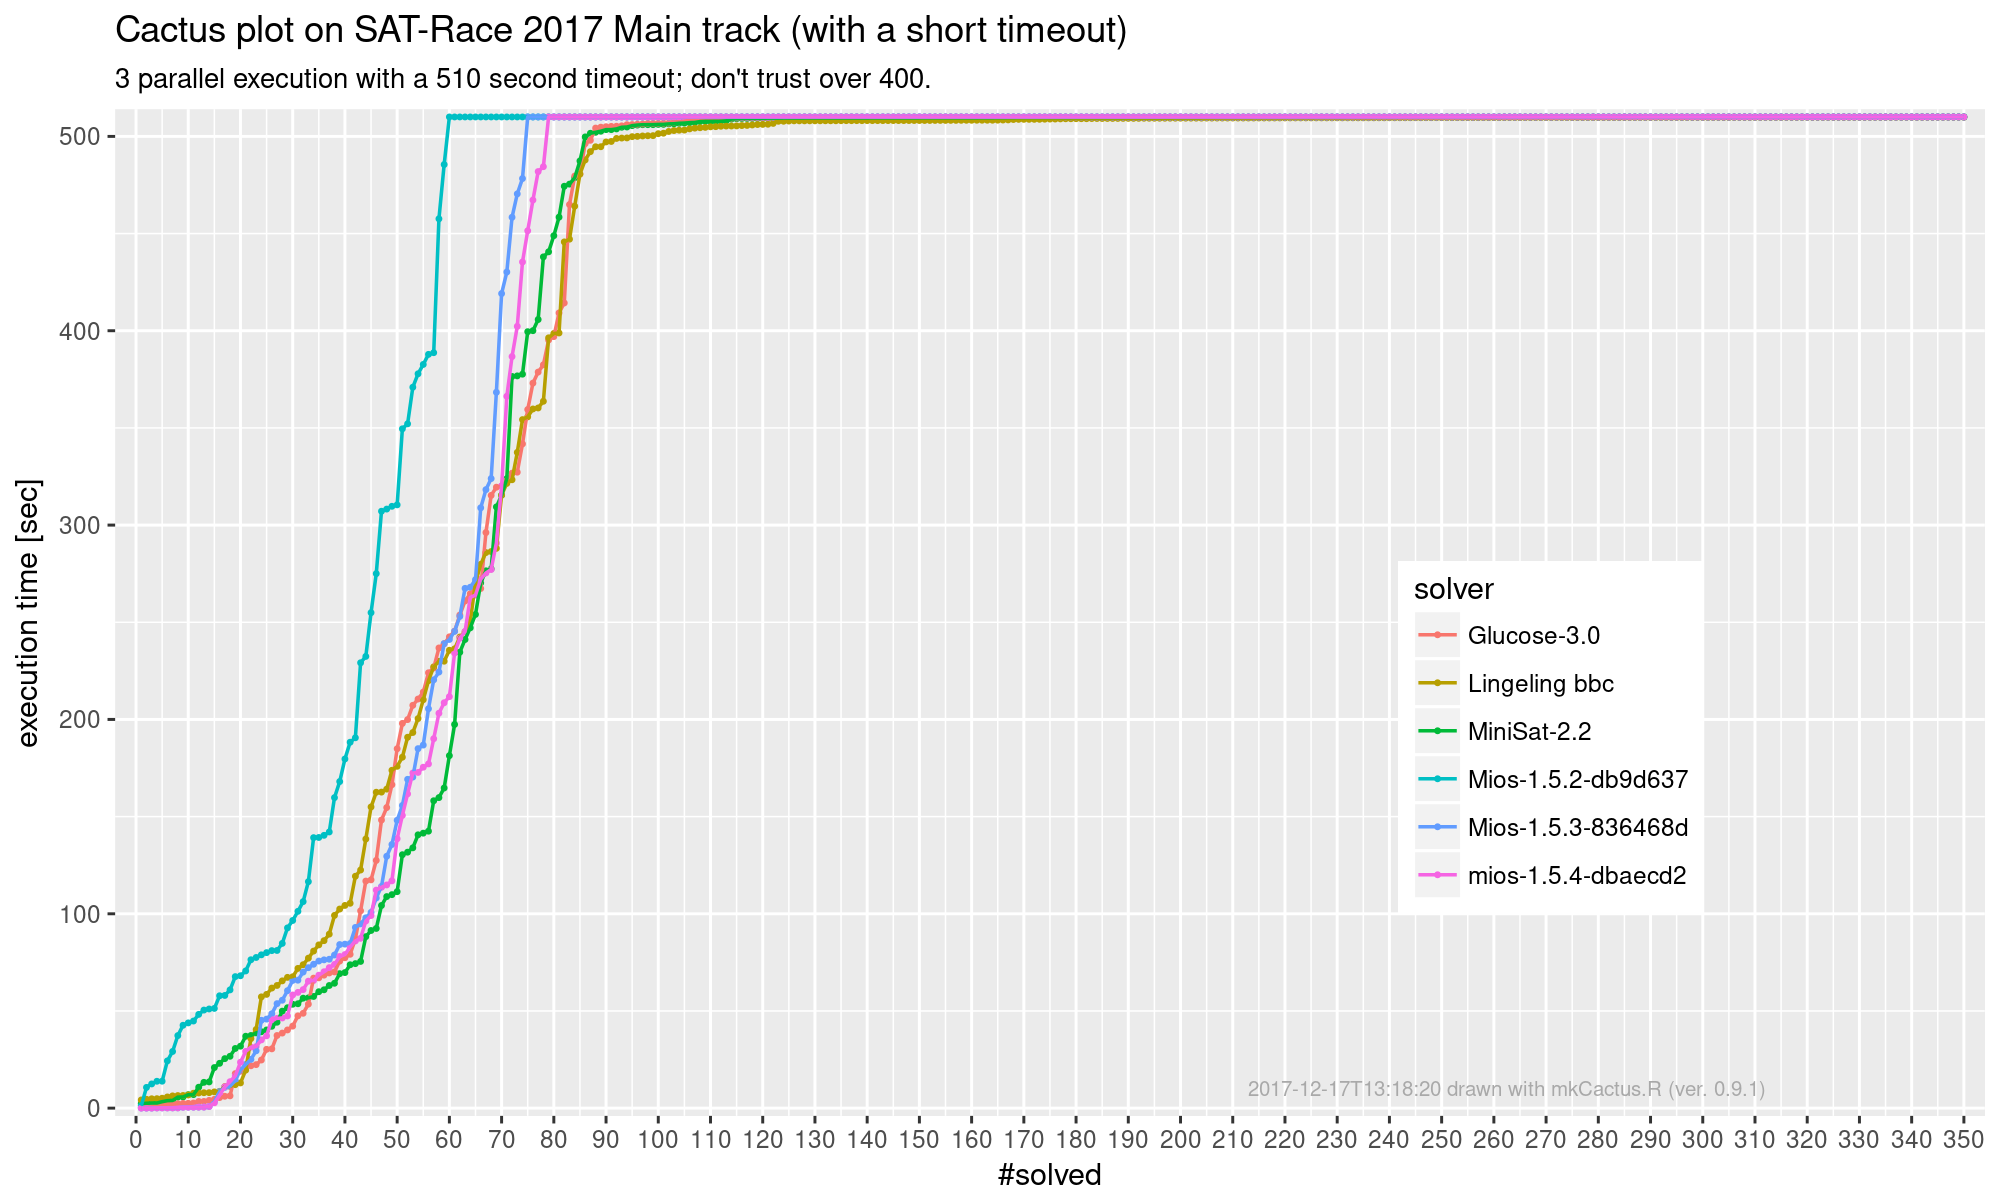 Cactus plot on SAT-Race 2017 Main track (with a short timeout)
3 parallel execution with a 510 second timeout; don't trust over 400.
execution time [sec]
500
400
300
200
100
0
solver
Glucose-3.0
Lingeling bbc
MiniSat-2.2
Mios-1.5.2-db9d637
Mios-1.5.3-836468d
mios-1.5.4-dbaecd2
2017-12-17T13:18:20 drawn with mkCactus.R (ver. 0.9.1)
0 10 20 30 40 50 60 70 80 90 100 110 120 130 140 150 160 170 180 190 200 210 220 230 240 250 260 270 280 290 300 310 320 330 340 350
#solved